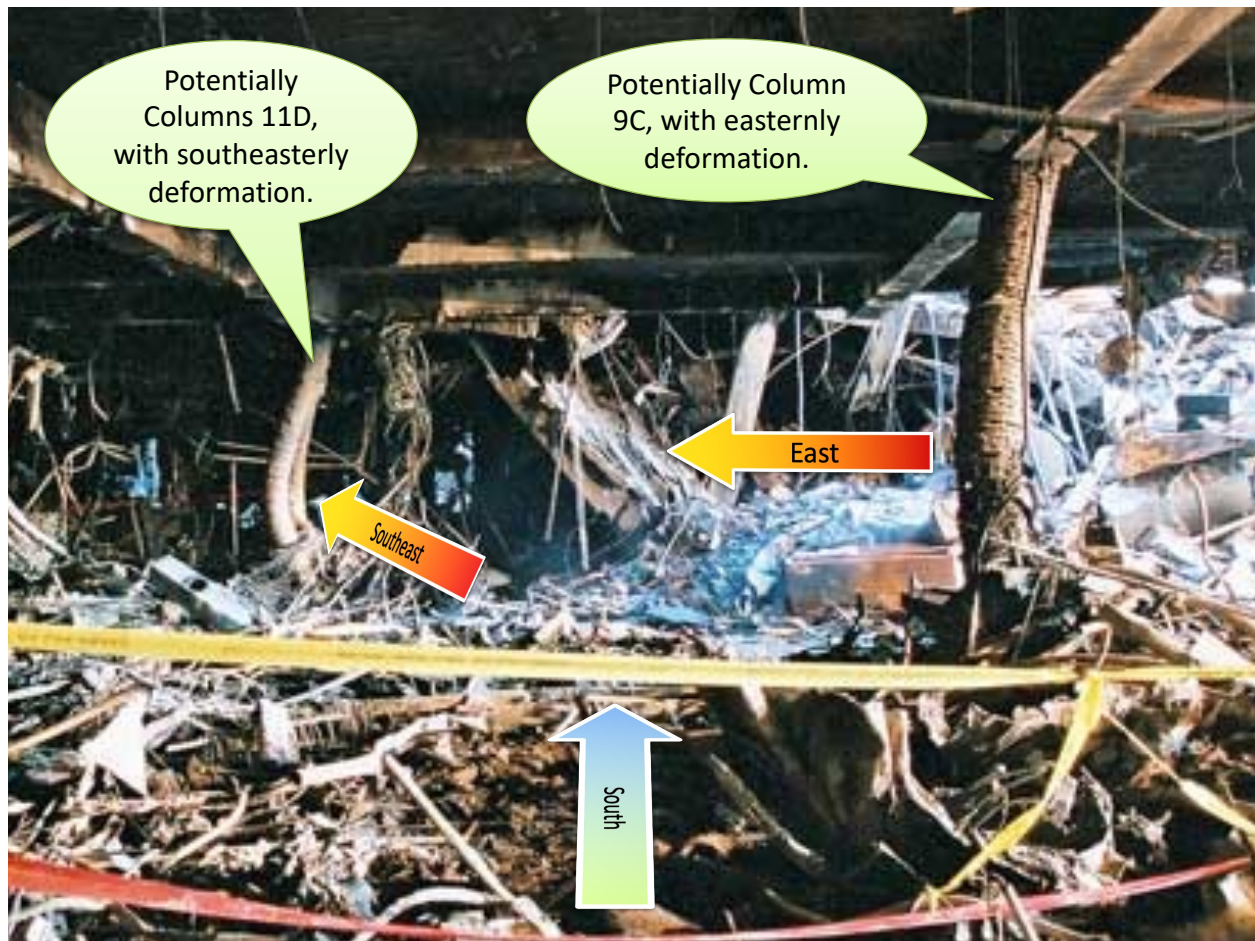 Potentially
Columns 11D,
with southeasterly
deformation.
Potentially Column
9C, with easternly
deformation.
East
Southeast
South